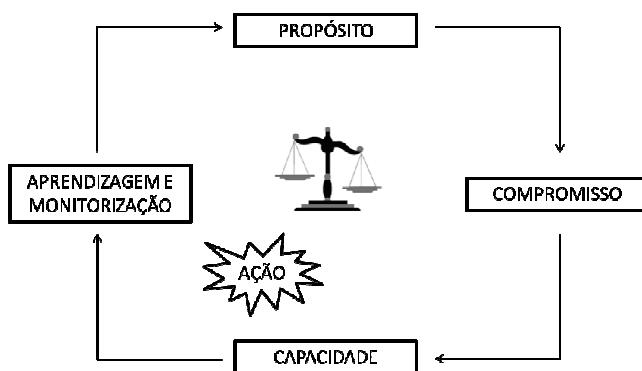 PROPÓSITO
APRENDIZAGEM E
MONITORIZAÇÃO
COMPROMISSO
AÇÃO
CAPACIDADE